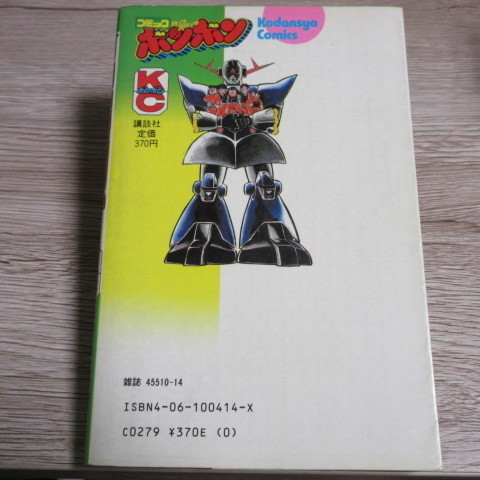 コミック
ボンボン
Kodansya
Comics
KC
講談社
定価
370円
雑誌 45510-14
ISBN4-06-100414-X
C0279 ¥370E (0)